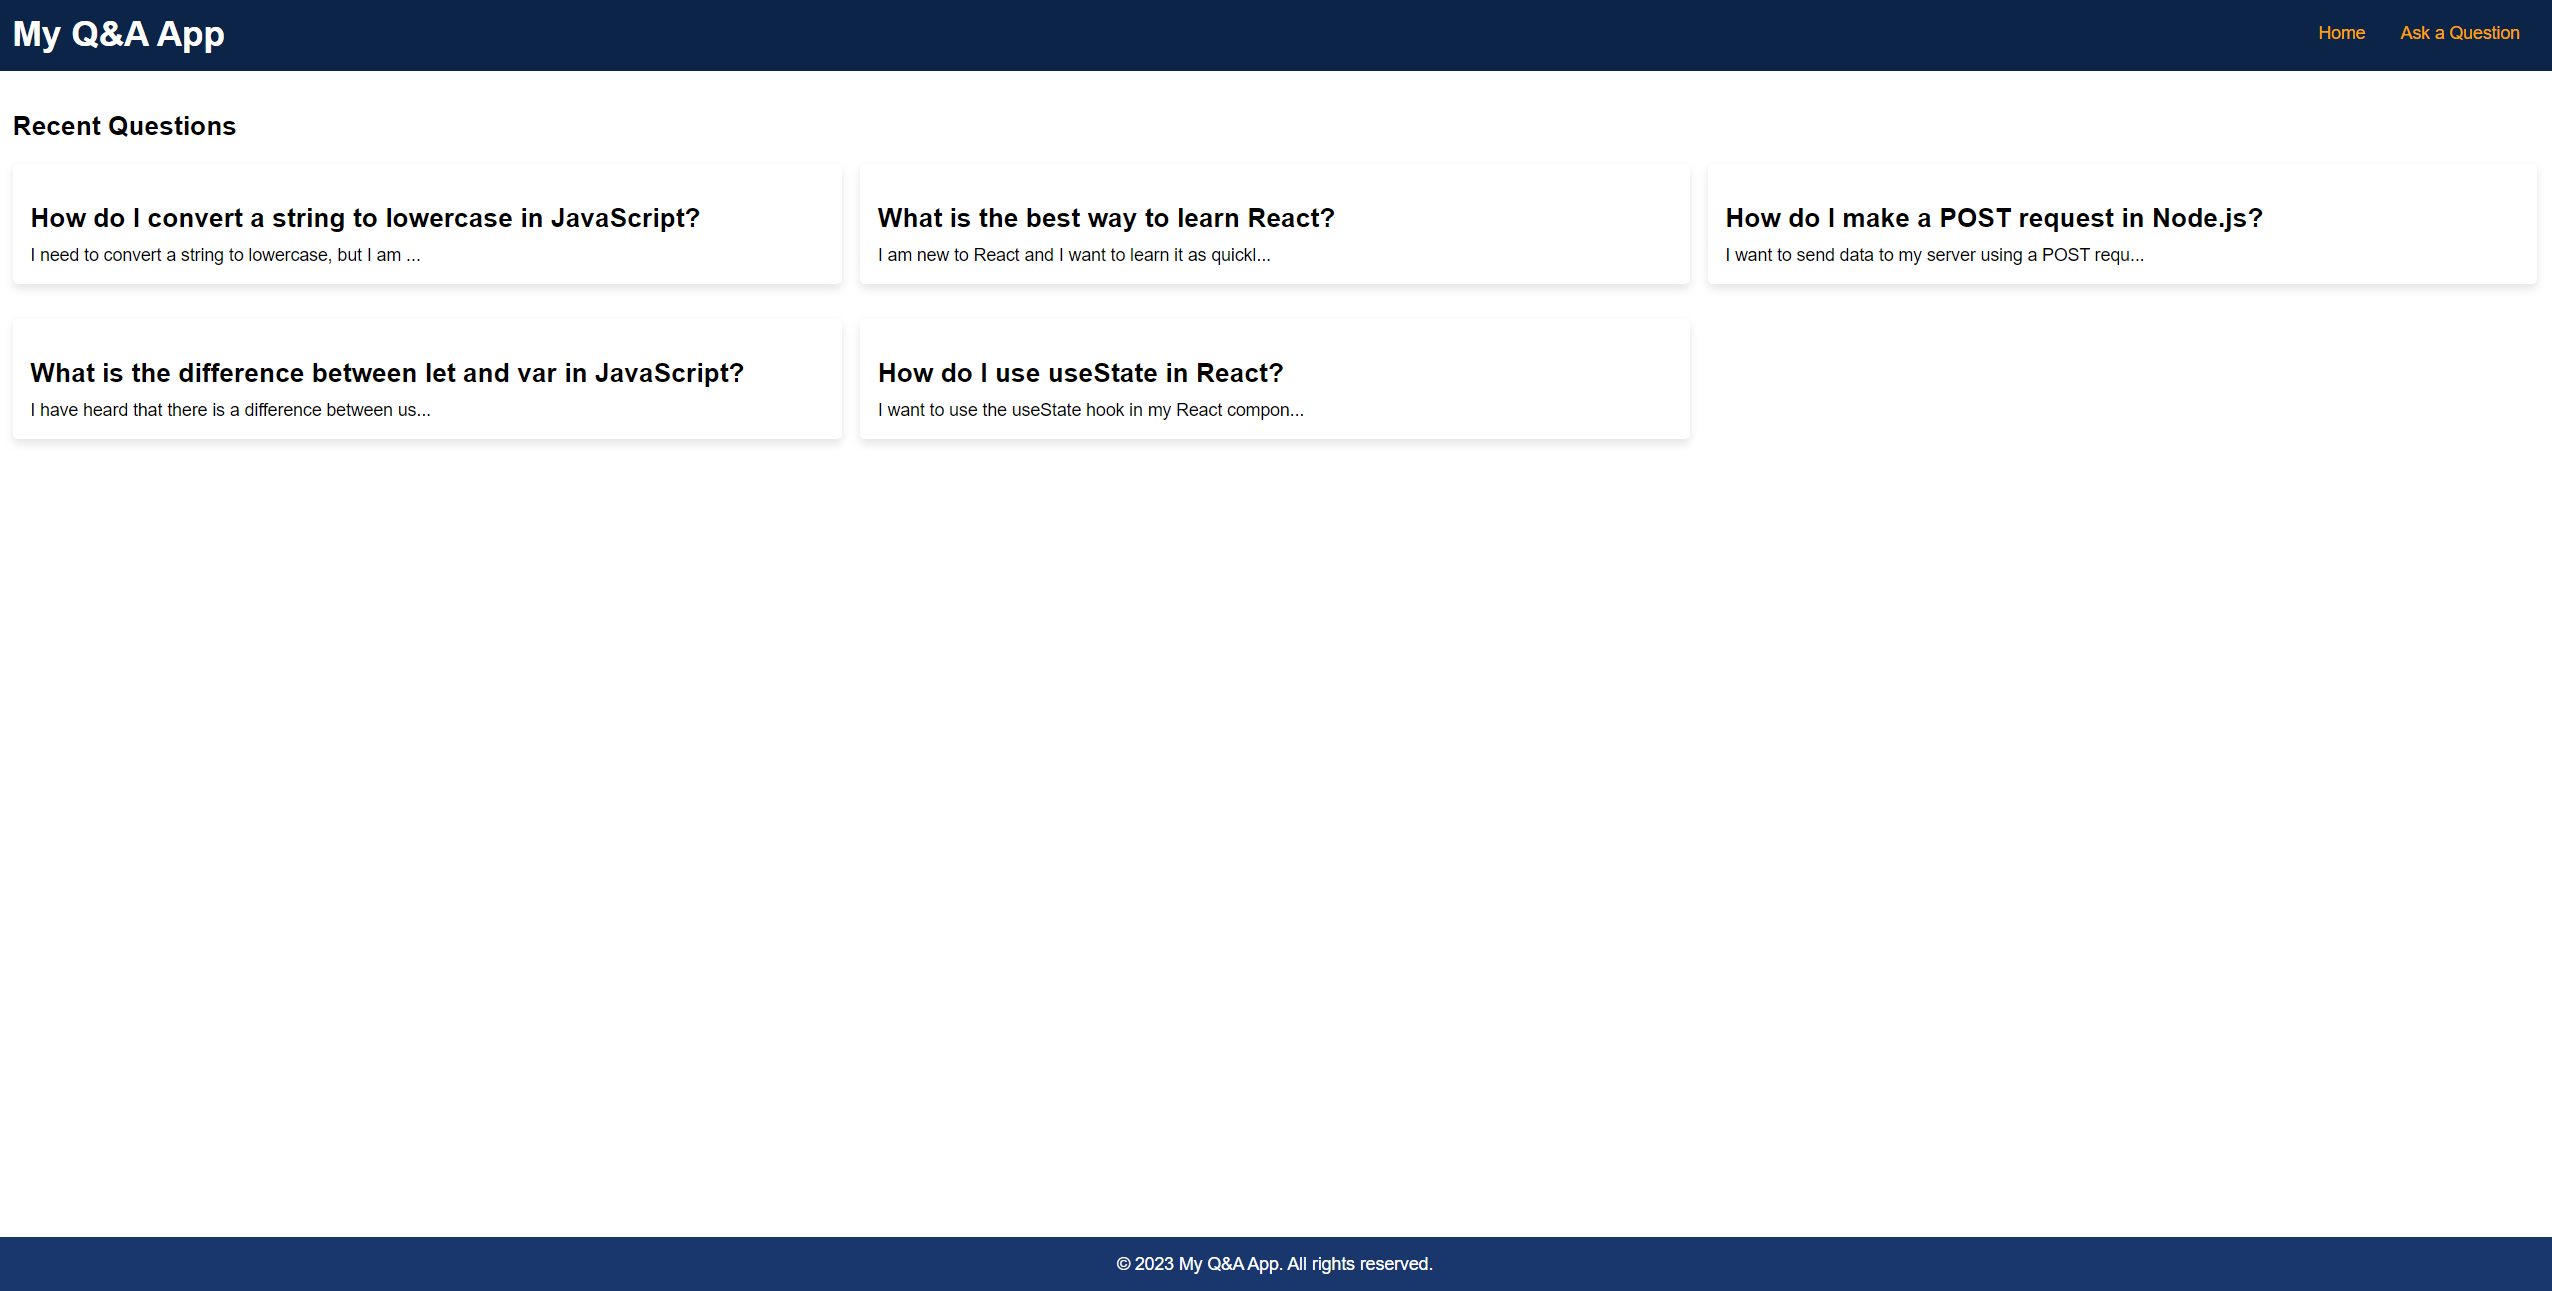 My Q&A App
Home
Ask a Question
Recent Questions
How do I convert a string to lowercase in JavaScript?
I need to convert a string to lowercase, but I am ...
What is the best way to learn React?
I am new to React and I want to learn it as quickl...
How do I make a POST request in Node.js?
I want to send data to my server using a POST requ...
What is the difference between let and var in JavaScript?
I have heard that there is a difference between us...
How do I use useState in React?
I want to use the useState hook in my React compon...
© 2023 My Q&A App. All rights reserved.